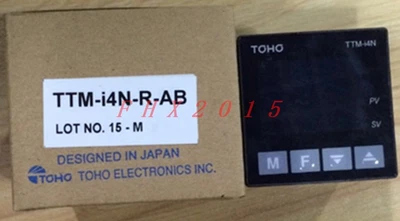 TTM-i4N-R-AB
LOT NO. 15 - M
DESIGNED IN JAPAN
TOHO TOHO ELECTRONICS INC.
TOHO TTM-i4N
PV
SV
M F
FHX2015